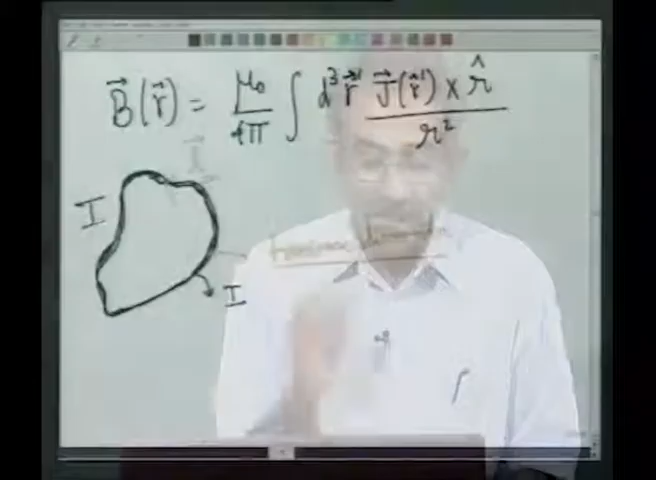 B⃗(r⃗) = μ₀/4π ∫ d³r⃗' J⃗(r⃗') × r̂ / r²
I
I